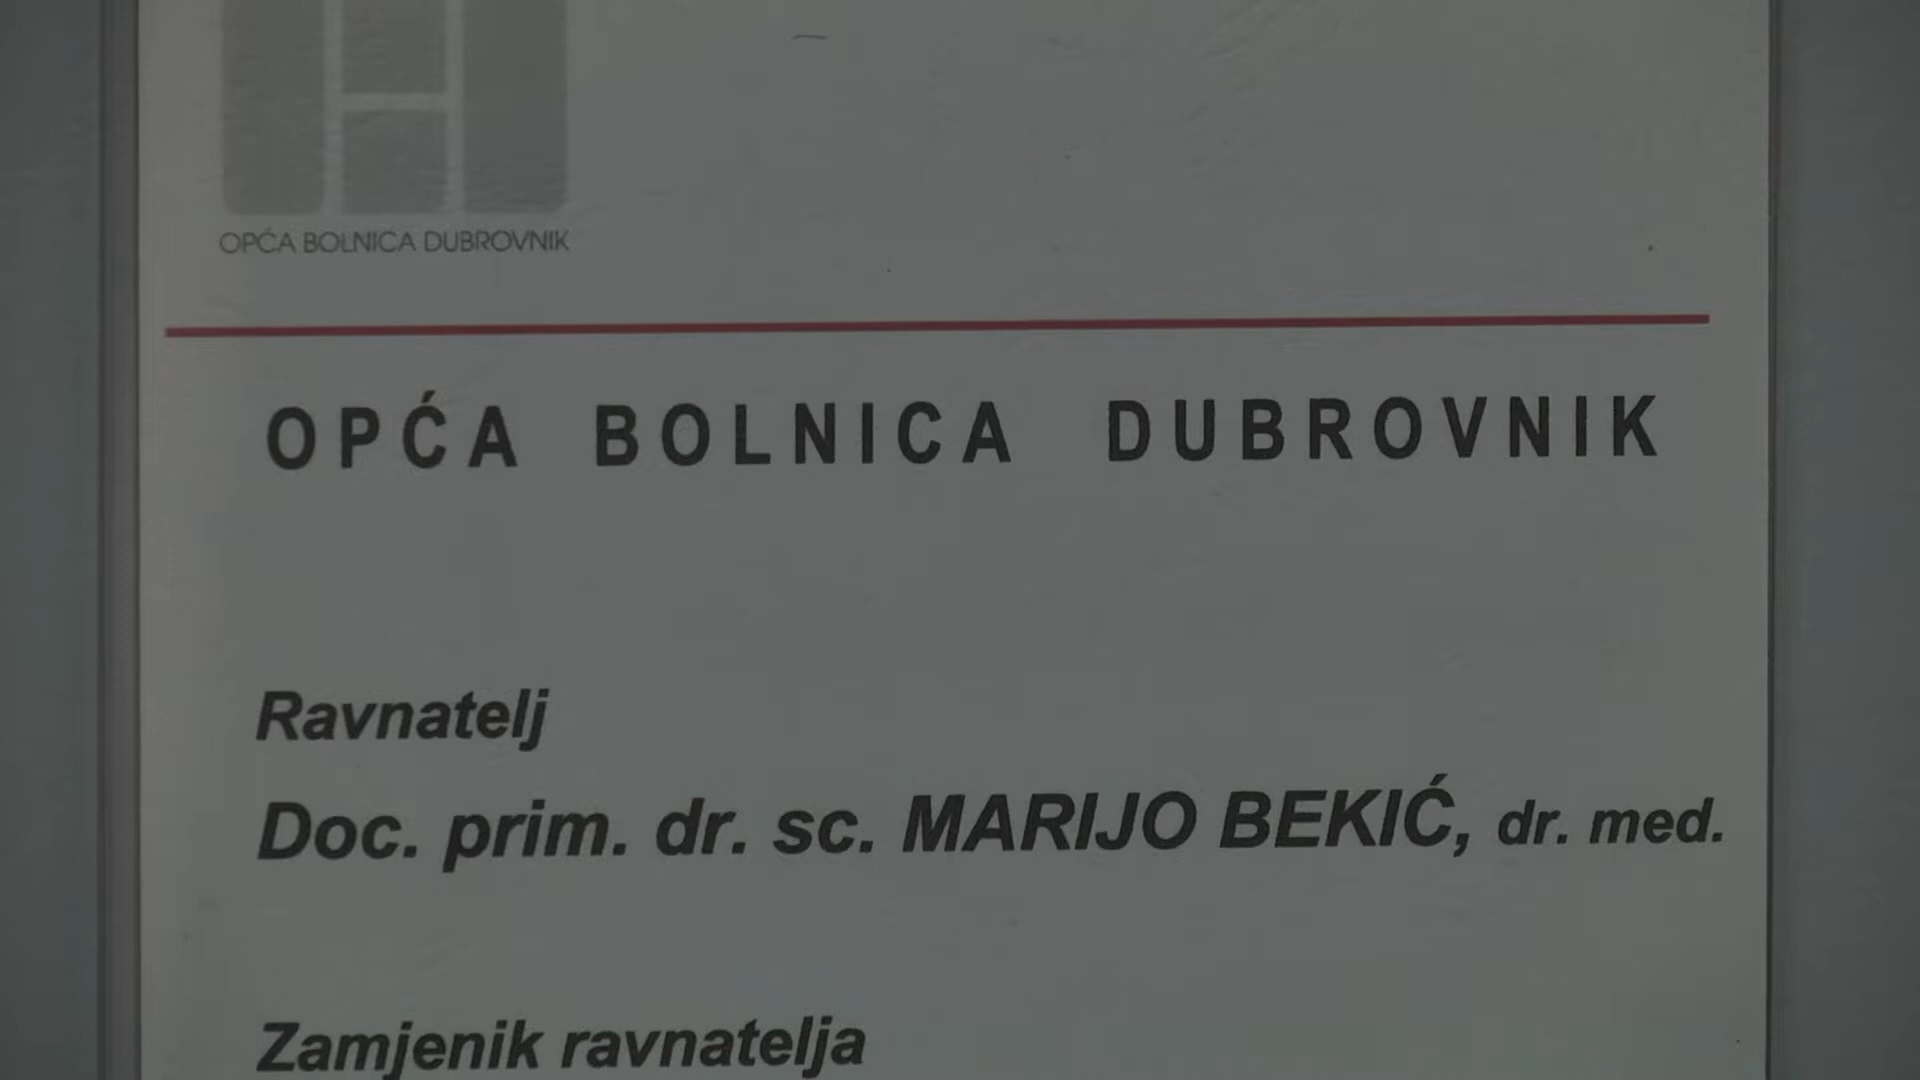 OPĆA BOLNICA DUBROVNIK
OPĆA BOLNICA DUBROVNIK
Ravnatelj
Doc. prim. dr. sc. MARIJO BEKIĆ, dr. med.
Zamjenik ravnatelja